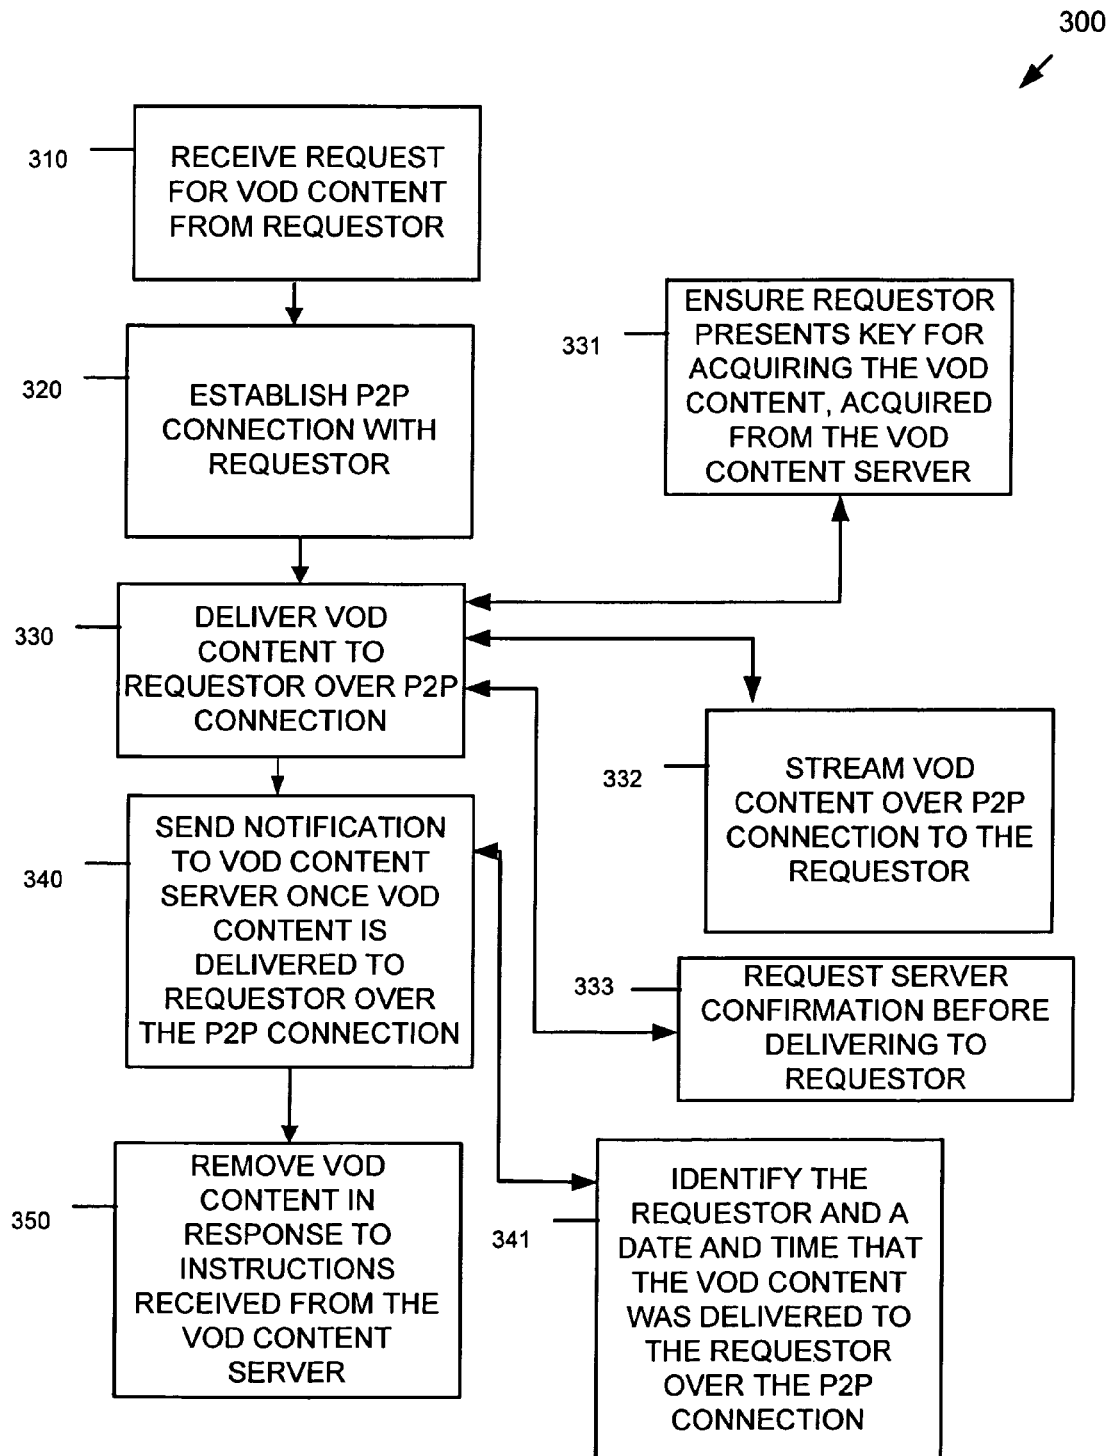 300
310
RECEIVE REQUEST
FOR VOD CONTENT
FROM REQUESTOR
320
ESTABLISH P2P
CONNECTION WITH
REQUESTOR
331
ENSURE REQUESTOR
PRESENTS KEY FOR
ACQUIRING THE VOD
CONTENT, ACQUIRED
FROM THE VOD
CONTENT SERVER
330
DELIVER VOD
CONTENT TO
REQUESTOR OVER P2P
CONNECTION
332
STREAM VOD
CONTENT OVER P2P
CONNECTION TO THE
REQUESTOR
340
SEND NOTIFICATION
TO VOD CONTENT
SERVER ONCE VOD
CONTENT IS
DELIVERED TO
REQUESTOR OVER
THE P2P CONNECTION
333
REQUEST SERVER
CONFIRMATION BEFORE
DELIVERING TO
REQUESTOR
350
REMOVE VOD
CONTENT IN
RESPONSE TO
INSTRUCTIONS
RECEIVED FROM THE
VOD CONTENT
SERVER
341
IDENTIFY THE
REQUESTOR AND A
DATE AND TIME THAT
THE VOD CONTENT
WAS DELIVERED TO
THE REQUESTOR
OVER THE P2P
CONNECTION